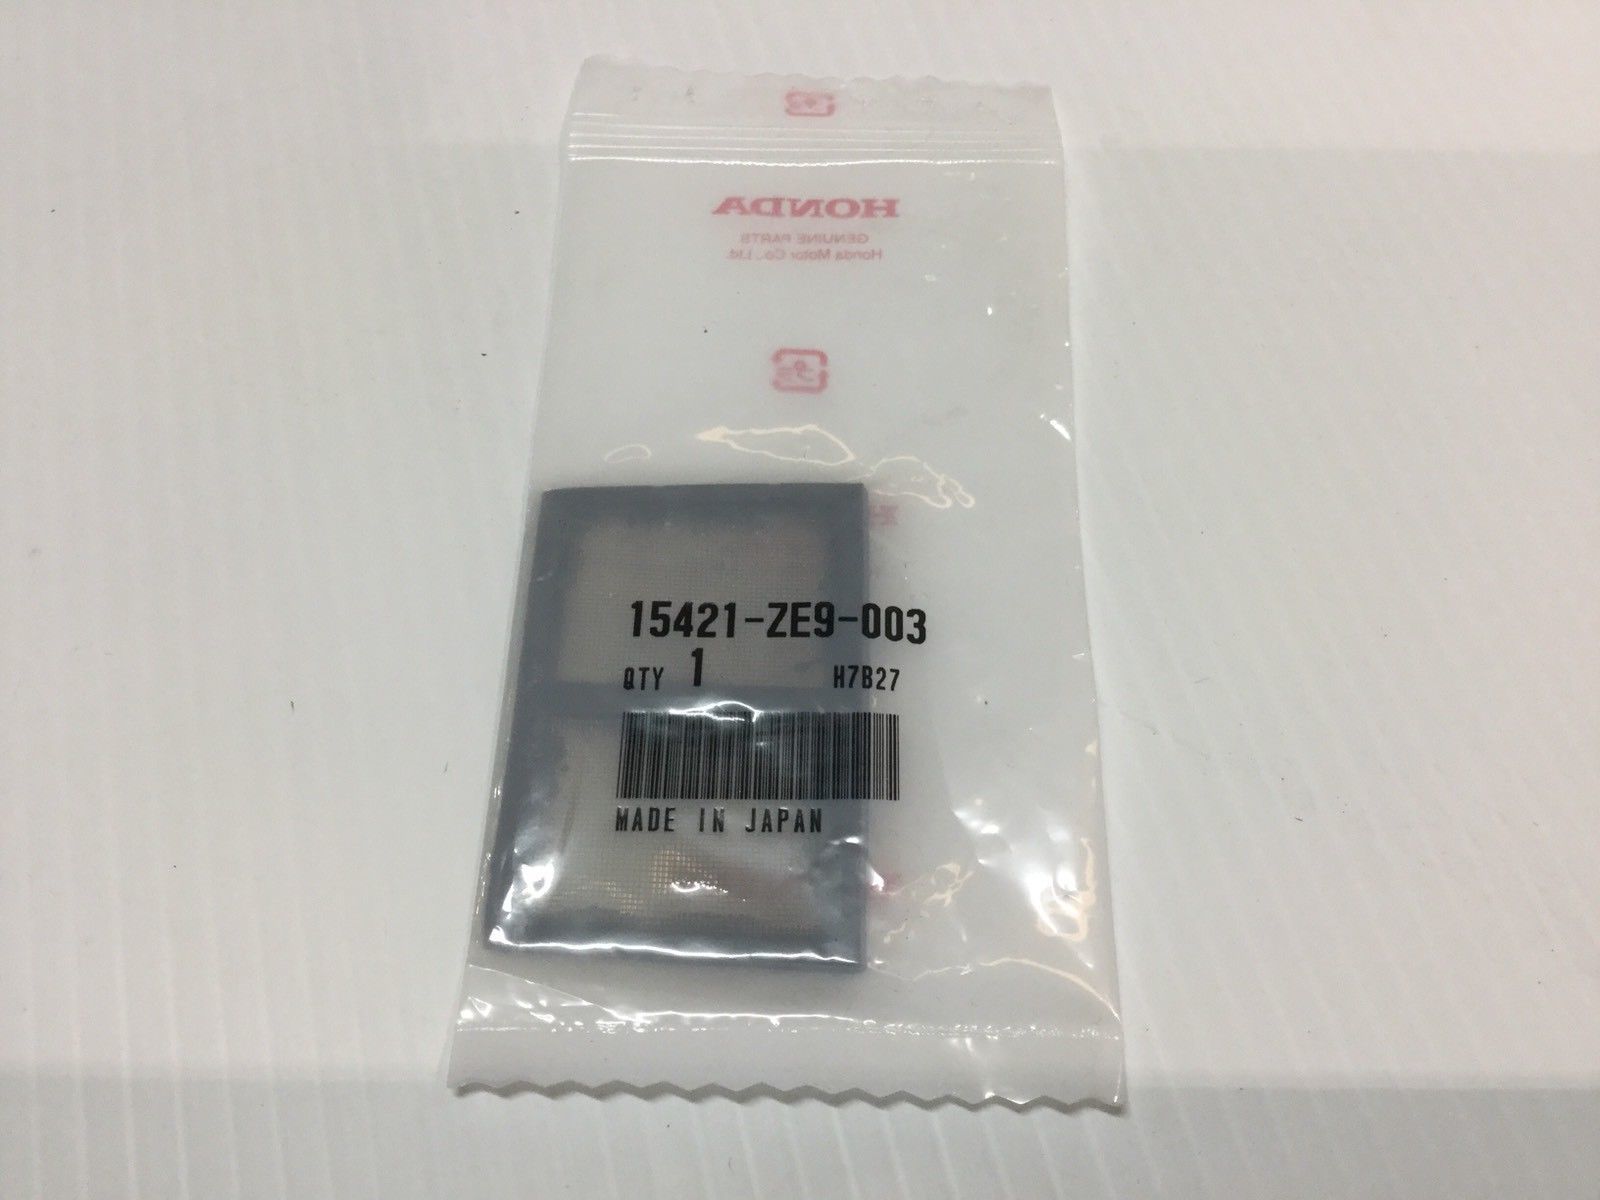 HONDA
GENUINE PARTS
Honda Motor Co., Ltd.
15421-ZE9-003
QTY 1 H7B27
MADE IN JAPAN